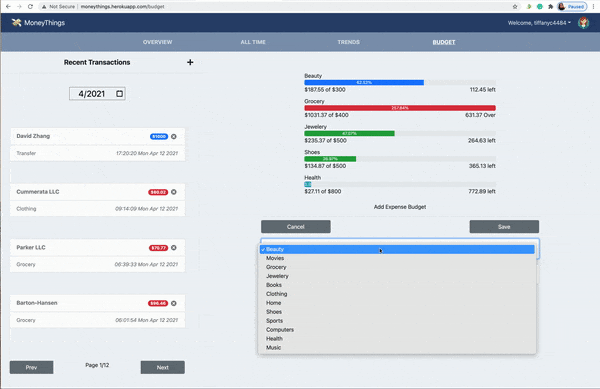 Not Secure | moneythings.herokuapp.com/budget
Paused
MoneyThings
Welcome, tiffanyc4484
OVERVIEW
ALL TIME
TRENDS
BUDGET
Recent Transactions
+
4/2021
David Zhang
$1600
Transfer
17:20:20 Mon Apr 12 2021
Cummerata LLC
Clothing
09:14:09 Mon Apr 12 2021
Parker LLC
$76.77
Grocery
06:39:33 Mon Apr 12 2021
Barton-Hansen
$96.46
Grocery
06:01:54 Mon Apr 12 2021
Prev
Page 1/12
Next
Beauty
62.52%
$187.55 of $300
112.45 left
Grocery
257.84%
$1031.37 of $400
631.37 Over
Jewelery
47.07%
$235.37 of $500
264.63 left
Shoes
26.97%
$134.87 of $500
365.13 left
Health
$27.11 of $800
772.89 left
Add Expense Budget
Cancel
Save
✓ Beauty
Movies
Grocery
Jewelery
Books
Clothing
Home
Shoes
Sports
Computers
Health
Music